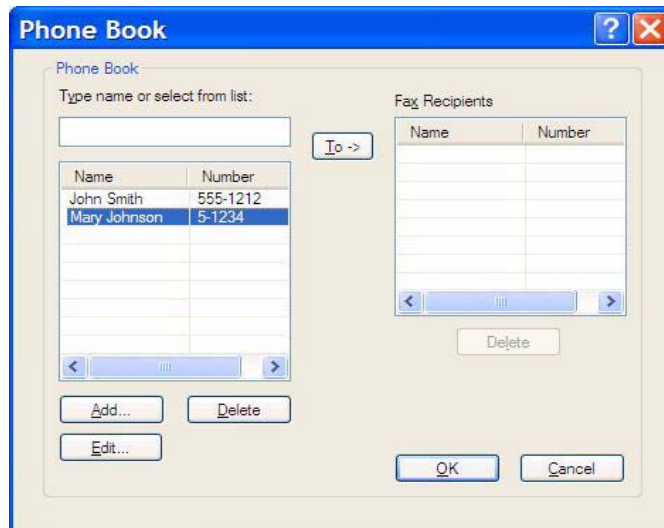 Phone Book
Phone Book
Type name or select from list:
Fax Recipients
To ->
Name Number
Name Number
John Smith 555-1212
Mary Johnson 5-1234
Delete
Add... Delete
Edit...
OK Cancel